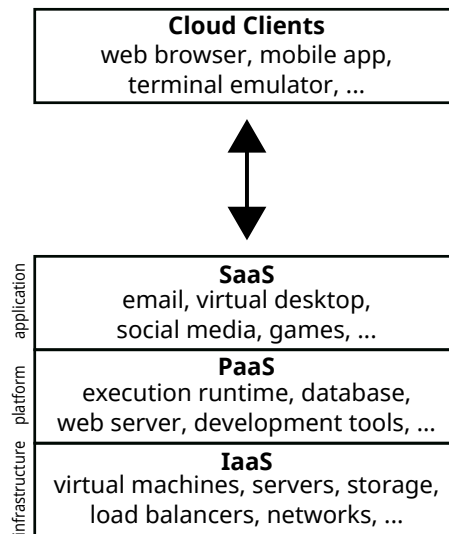 Cloud Clients
web browser, mobile app,
terminal emulator, ...
application
SaaS
email, virtual desktop,
social media, games, ...
platform
PaaS
execution runtime, database,
web server, development tools, ...
infrastructure
IaaS
virtual machines, servers, storage,
load balancers, networks, ...